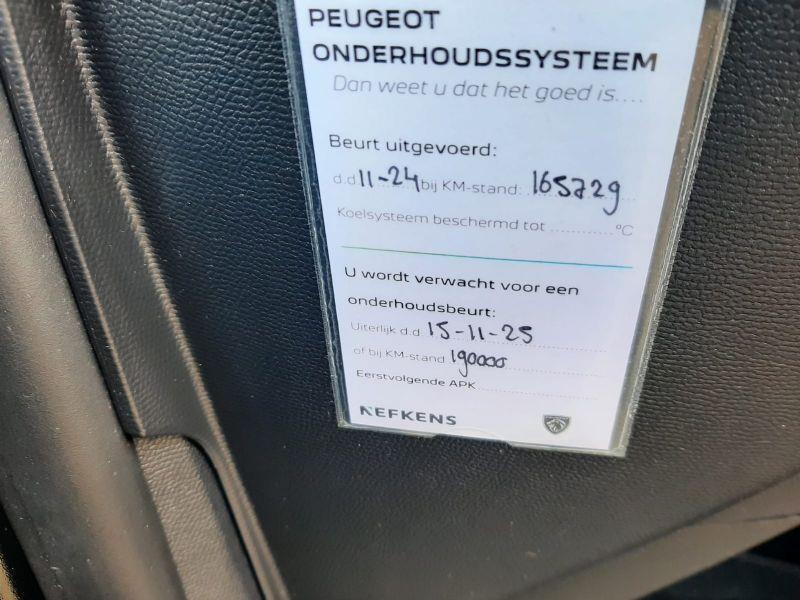 PEUGEOT
ONDERHOUDSSYSTEEM
Dan weet u dat het goed is....
Beurt uitgevoerd:
d.d 11-24 bij KM-stand: 165729
Koelsysteem beschermd tot ............°C
U wordt verwacht voor een
onderhoudsbeurt:
Uiterlijk d.d 15-11-25
of bij KM-stand 190000
Eerstvolgende APK
NEFKENS